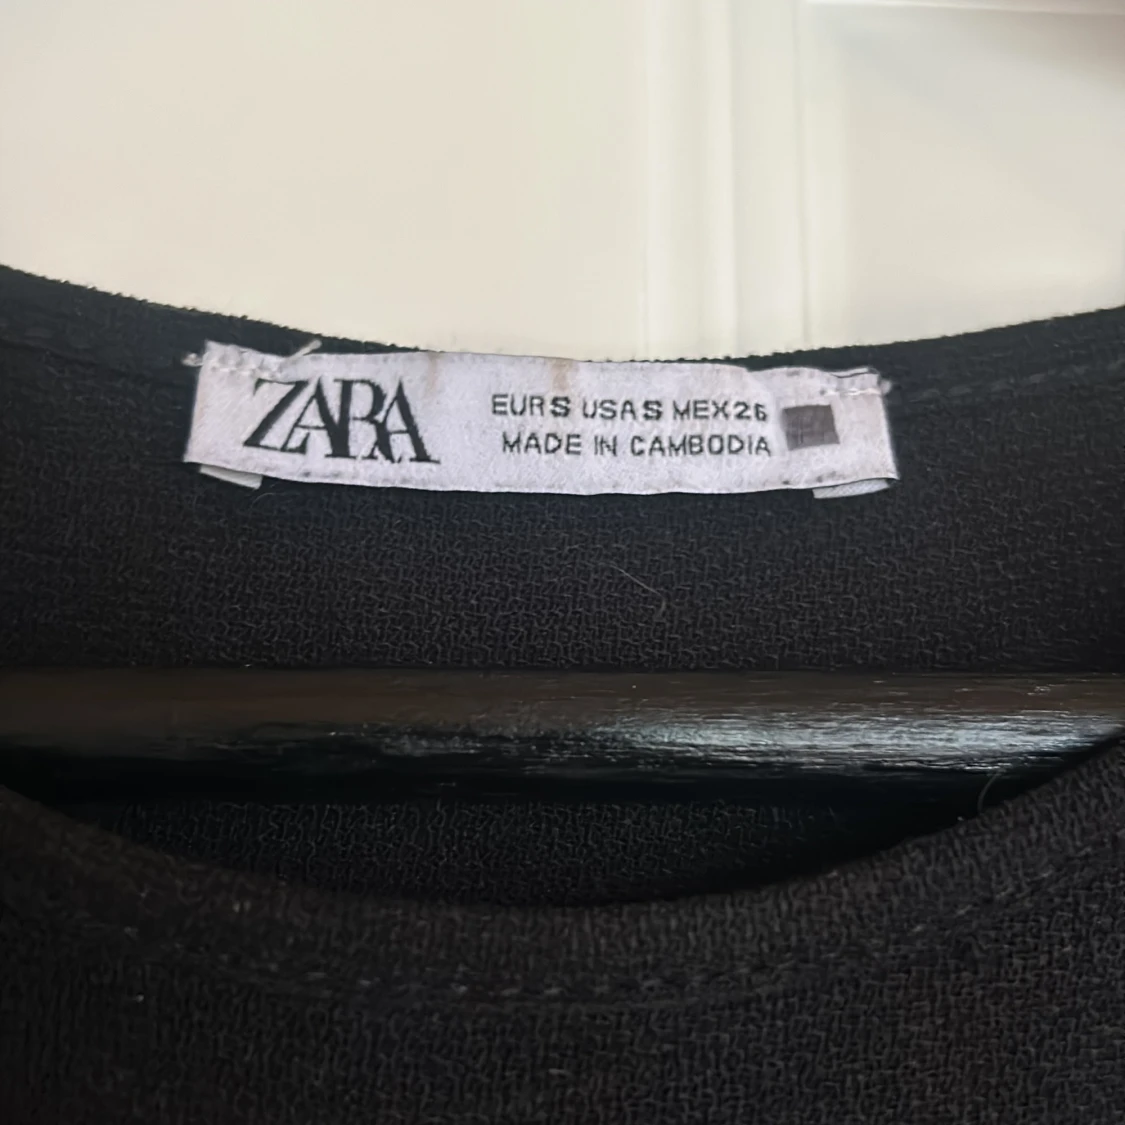 ZARA
EUR S USA S MEX 26
MADE IN CAMBODIA